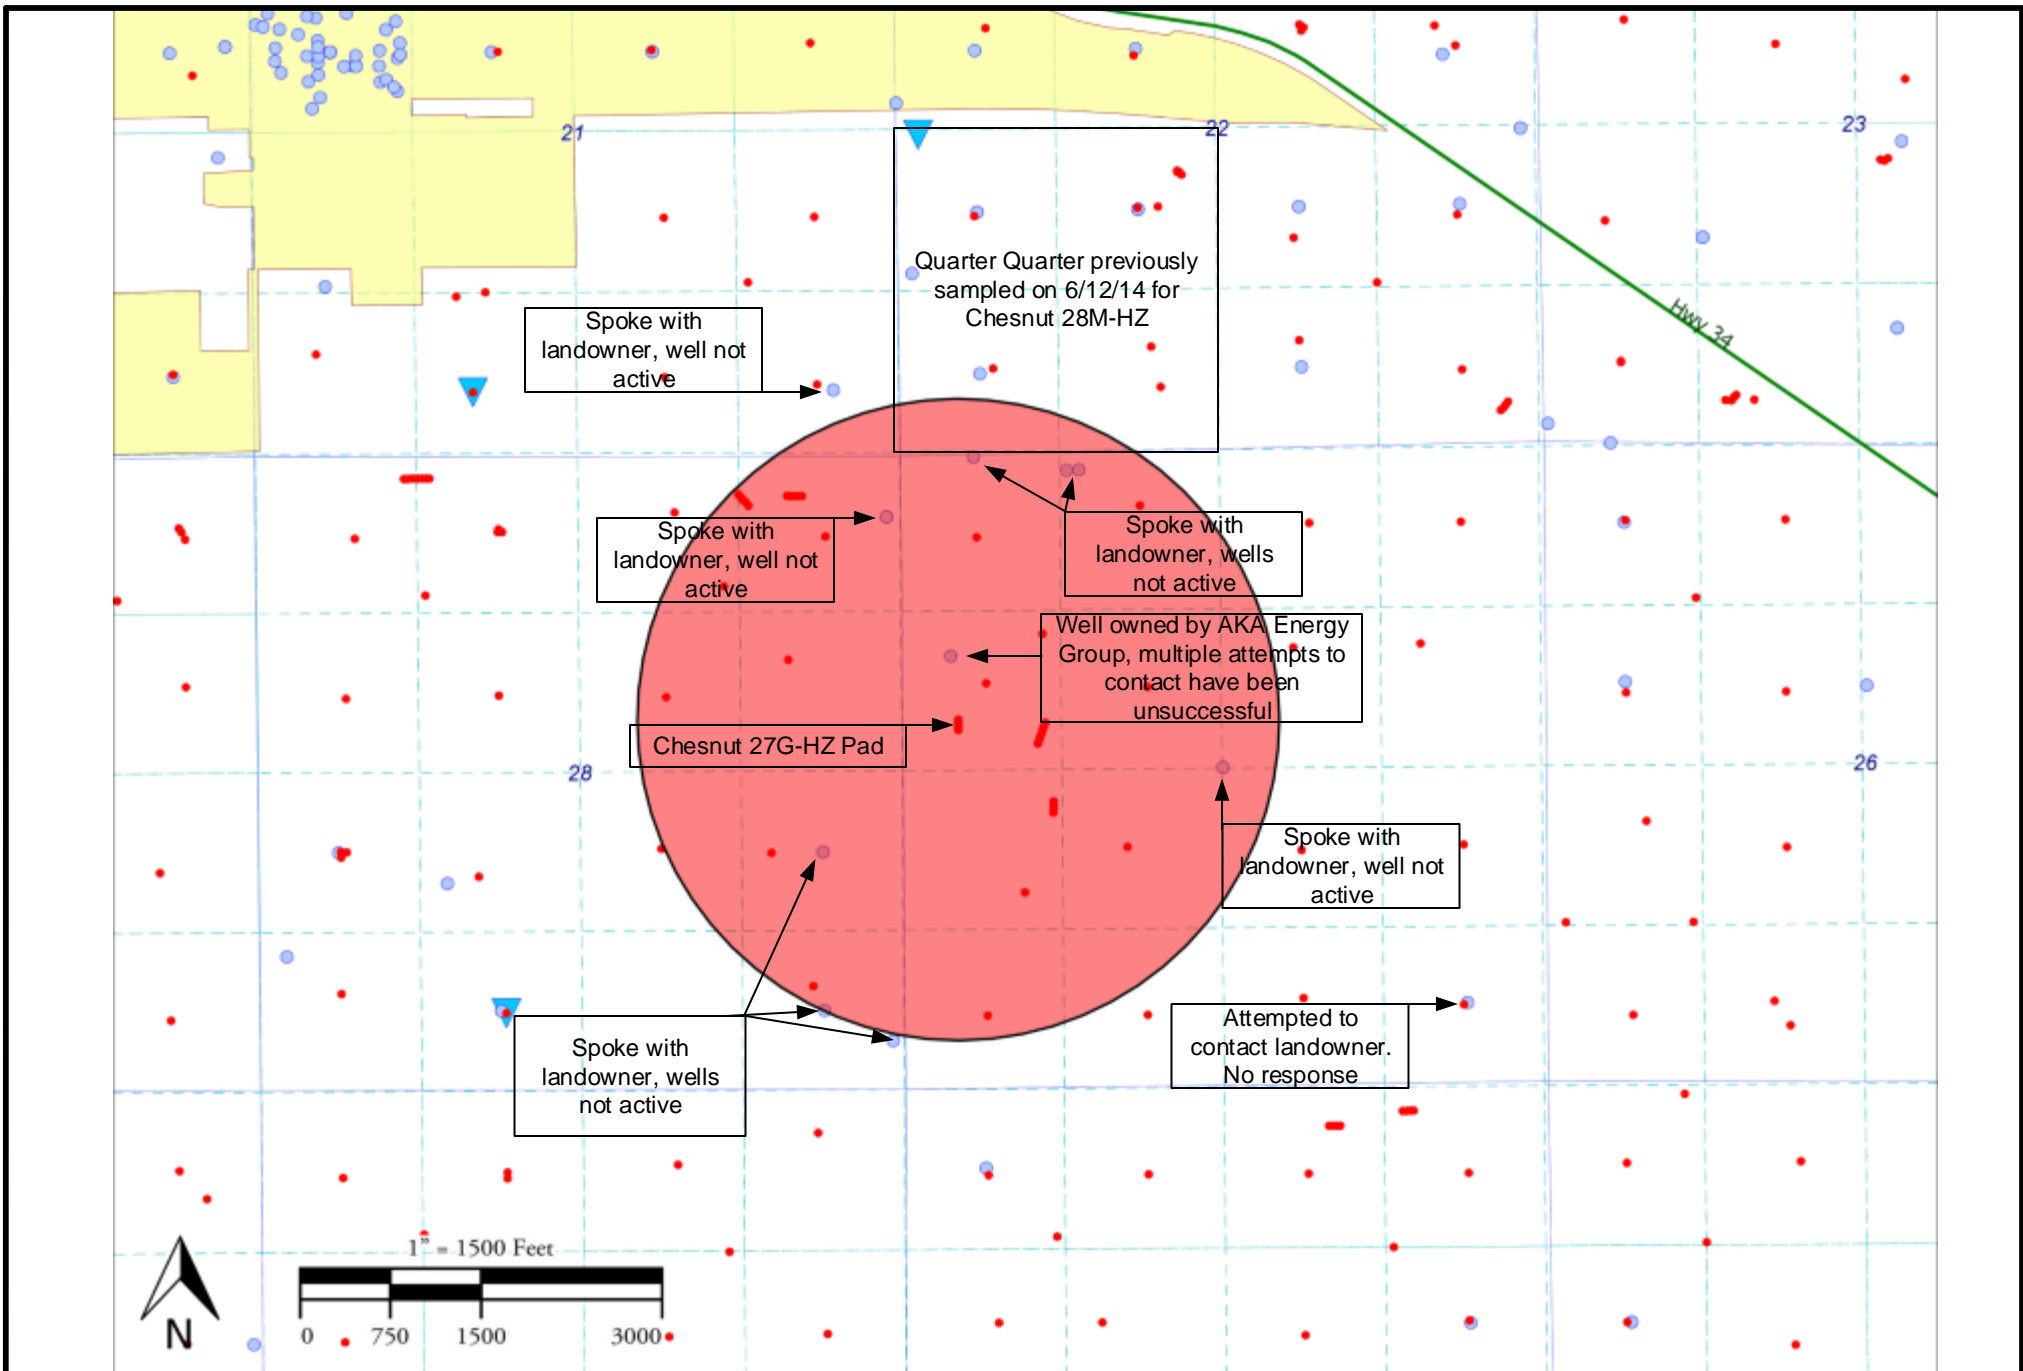 21
22
23
Quarter Quarter previously
sampled on 6/12/14 for
Chesnut 28M-HZ
Hwy 34
Spoke with
landowner, well not
active
Spoke with
landowner, well not
active
Spoke with
landowner, wells
not active
Well owned by AKA Energy
Group, multiple attempts to
contact have been
unsuccessful
Chesnut 27G-HZ Pad
28
26
Spoke with
landowner, well not
active
Spoke with
landowner, wells
not active
Attempted to
contact landowner.
No response
1" = 1500 Feet
0 750 1500 3000
N